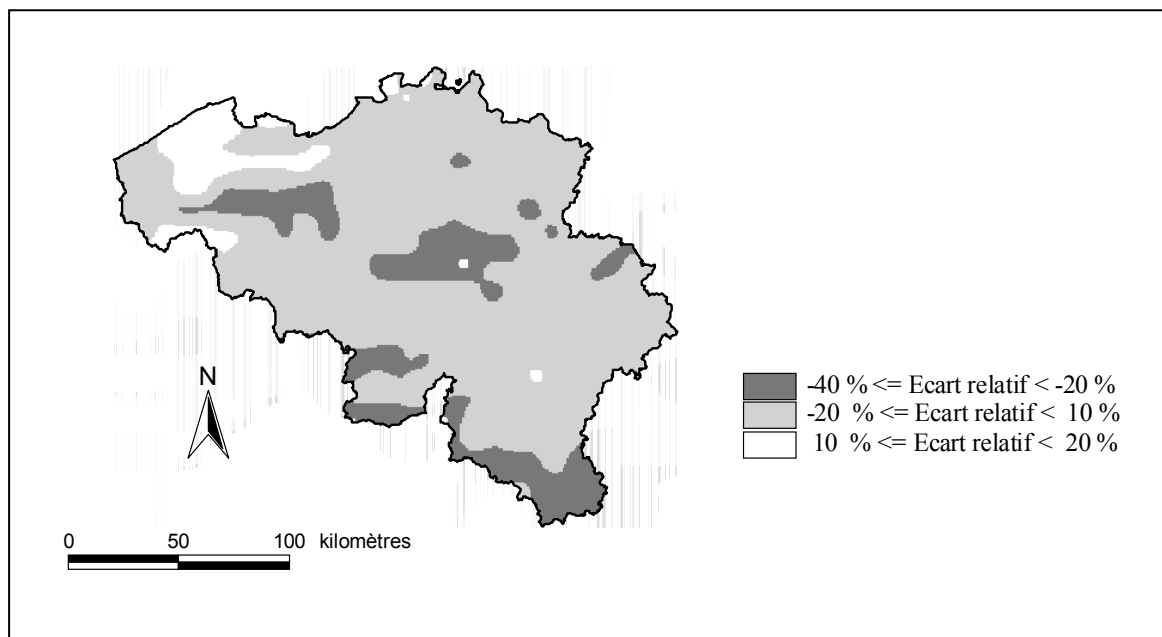 N
-40 % <= Ecart relatif < -20 %
-20 % <= Ecart relatif < 10 %
10 % <= Ecart relatif < 20 %
0 50 100 kilomètres